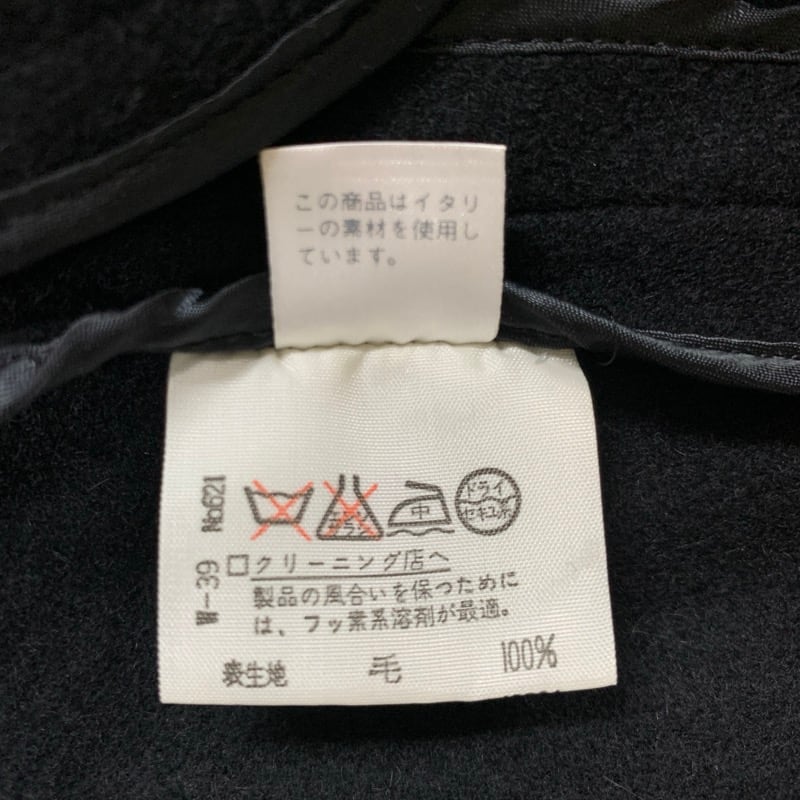 この商品はイタリ
ーの素材を使用し
ています。
W-39 No621
中
ドライ
セキユ系
□クリーニング店へ
製品の風合いを保つために
は、フッ素系溶剤が最適。
表生地 毛 100%